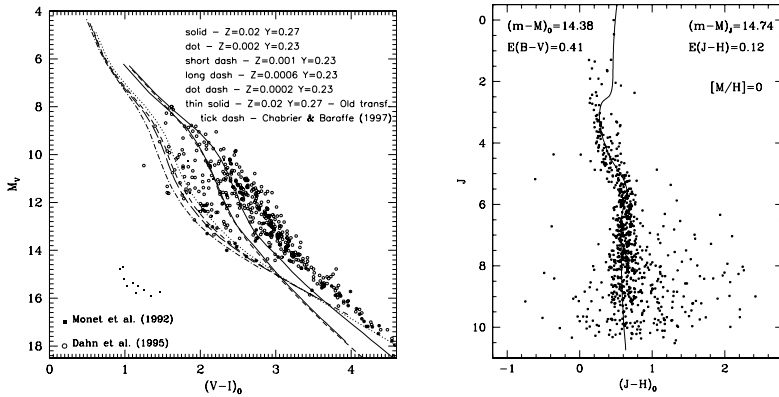 solid - Z=0.02 Y=0.27
dot - Z=0.002 Y=0.23
short dash - Z=0.001 Y=0.23
long dash - Z=0.0006 Y=0.23
dot dash - Z=0.0002 Y=0.23
thin solid - Z=0.02 Y=0.27 - Old transf.
tick dash - Chabrier & Baraffe (1997)
Monet et al. (1992)
Dahn et al. (1995)
4
6
8
10
12
14
16
18
M_V
0
1
2
3
4
(V-I)_0
(m-M)_0=14.38
E(B-V)=0.41
(m-M)_J=14.74
E(J-H)=0.12
[M/H]=0
0
2
4
6
8
10
J
-1
0
1
2
(J-H)_0